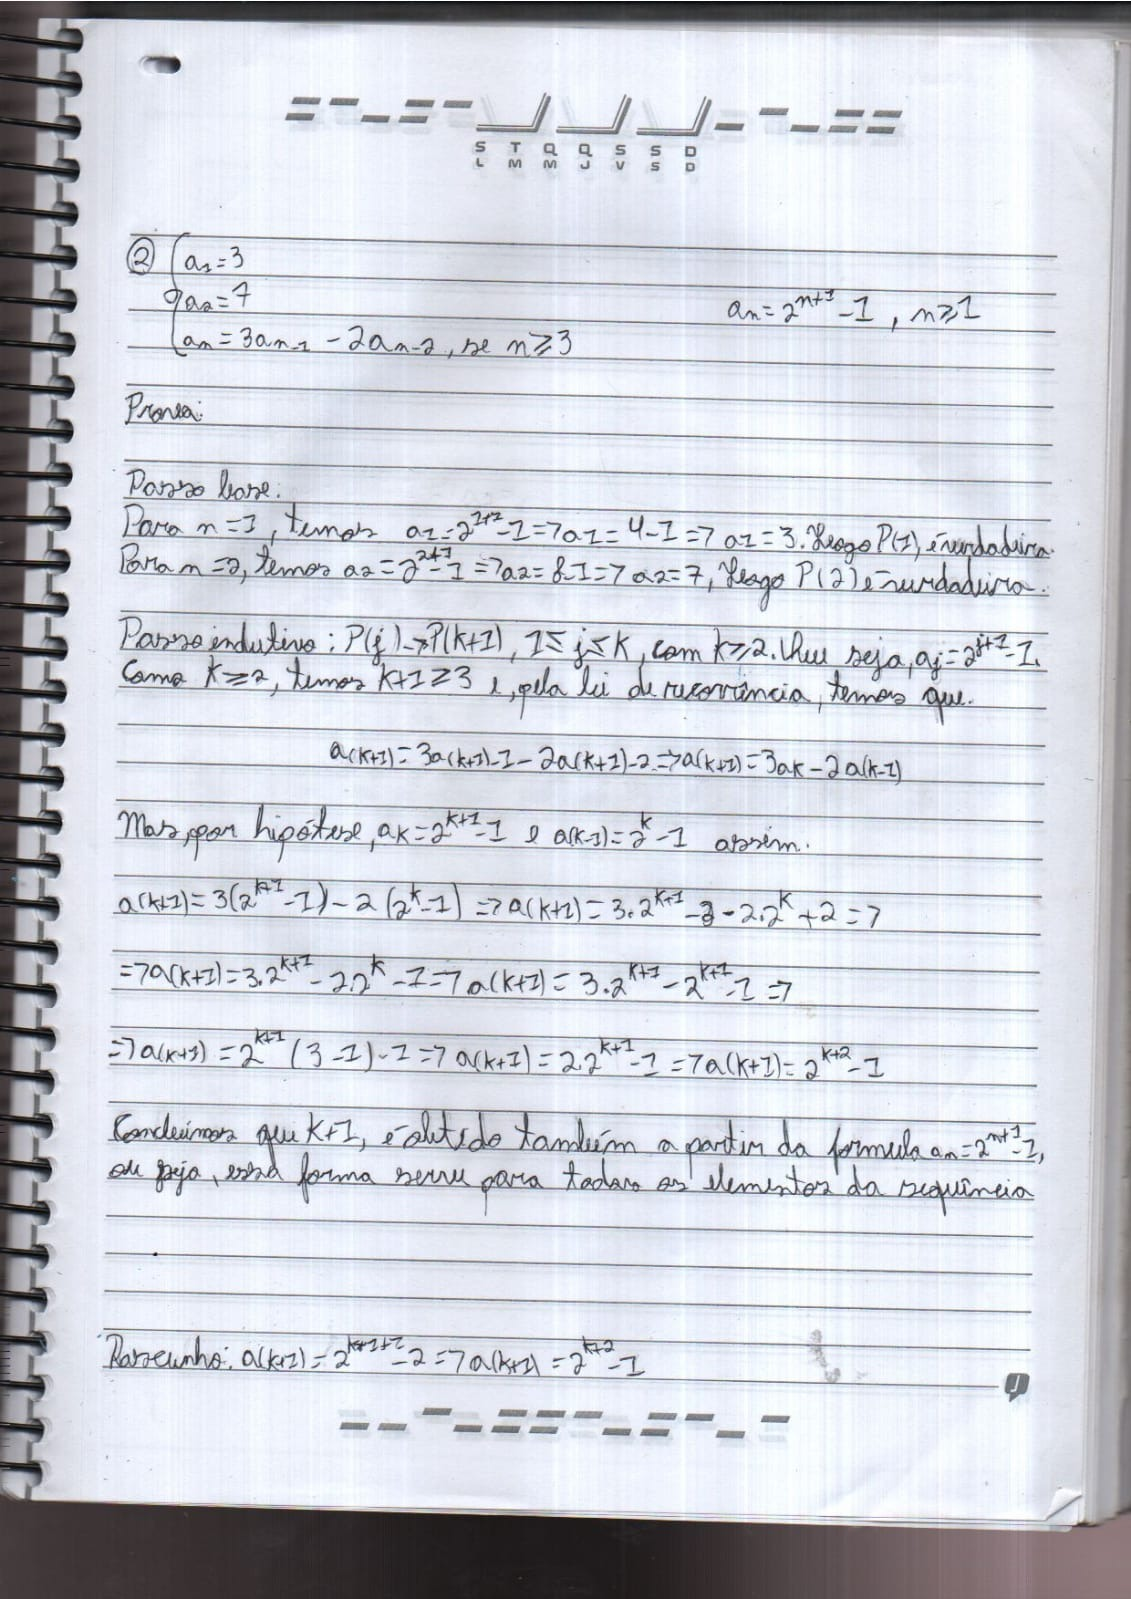 S T Q Q S S D
L M M J V S D
② a₁=3
a₂=7
aₙ=3aₙ₋₁ -2aₙ₋₂, se n≥3
aₙ=2^{n+1}-1, n≥1
Prova:
Passo base:
Para n=1, temos a1=2^{1+1}-1=>a1=4-1=>a1=3. Logo P(1), é verdadeira.
Para n=2, temos a2=2^{2+1}-1=>a2=8-1=>a2=7, Logo P(2) é verdadeira.
Passo indutivo: P(j)->P(k+1), 1≤j≤k, com k≥2. Ou seja, aj=2^{j+1}-1.
Como k≥2, temos k+1≥3 e, pela lei de recorrência, temos que.
a(k+1)=3a(k+1)-1-2a(k+1)-2=>a(k+1)=3ak-2a(k-1)
Mas, por hipótese, ak=2^{k+1}-1 e a(k-1)=2^k-1 assim.
a(k+1)=3(2^{k+1}-1)-2(2^k-1)=>a(k+1)=3.2^{k+1}-3-2.2^k+2=>
=>a(k+1)=3.2^{k+1}-2.2^k-1=>a(k+1)=3.2^{k+1}-2^{k+1}-1=>
=>a(k+1)=2^{k+1}(3-1)-1=>a(k+1)=2.2^{k+1}-1=>a(k+1)=2^{k+2}-1
Concluimos que k+1, é obtido também a partir da formula an=2^{n+1}-1,
ou seja, essa forma serve para todos os elementos da sequência
Rascunho: a(k+1)=2^{k+1+1}-2=>a(k+1)=2^{k+2}-1